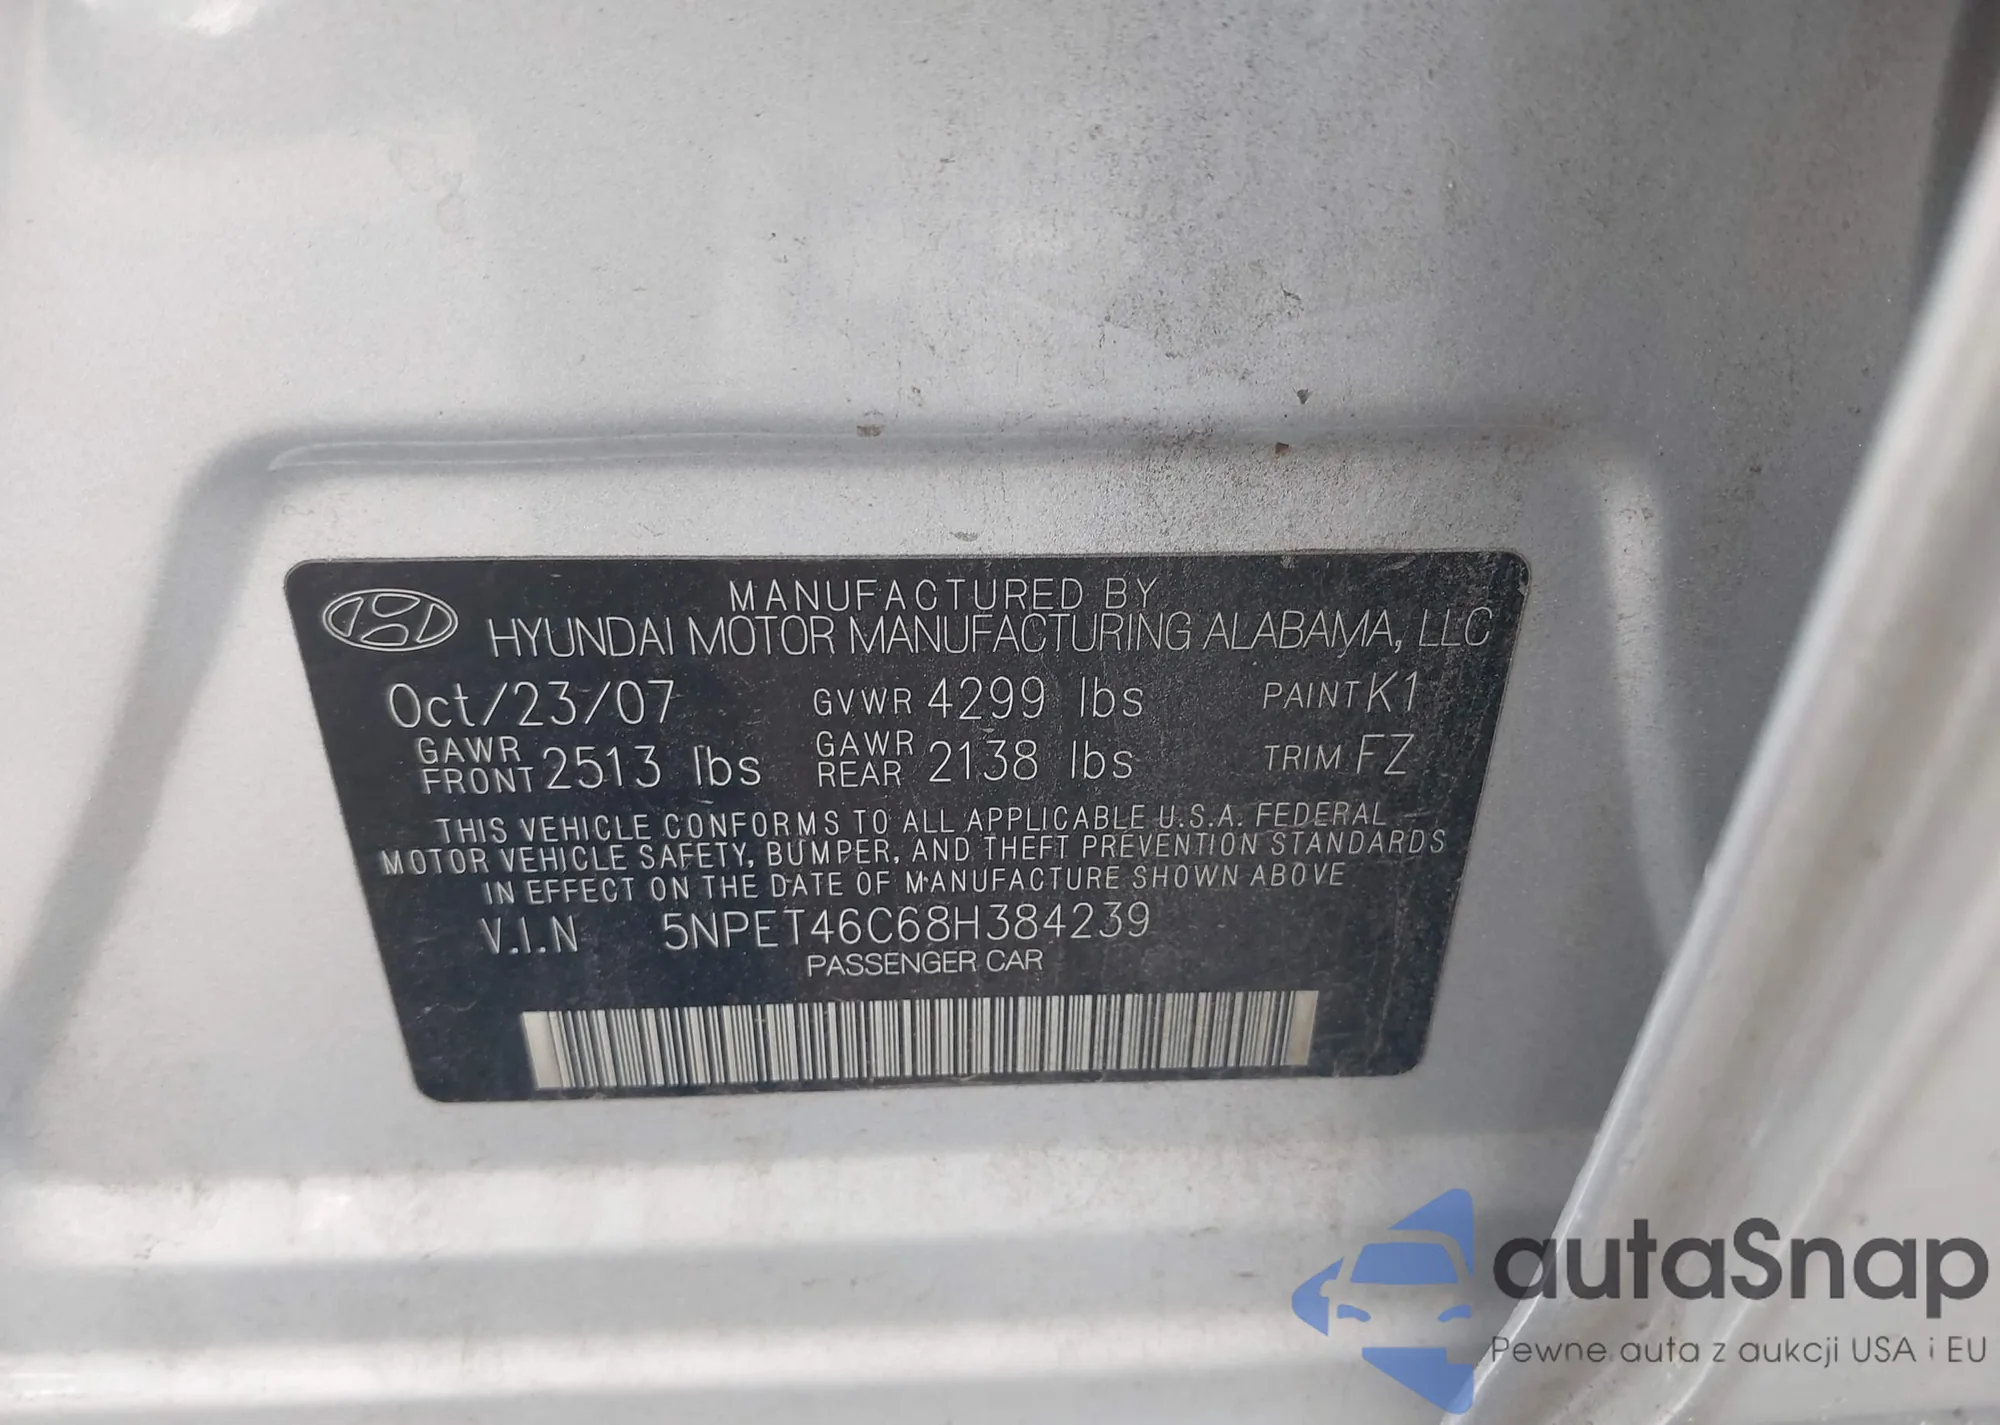 MANUFACTURED BY
HYUNDAI MOTOR MANUFACTURING ALABAMA, LLC
Oct/23/07 GVWR 4299 lbs PAINT K1
GAWR FRONT 2513 lbs GAWR REAR 2138 lbs TRIM FZ
THIS VEHICLE CONFORMS TO ALL APPLICABLE U.S.A. FEDERAL
MOTOR VEHICLE SAFETY, BUMPER, AND THEFT PREVENTION STANDARDS
IN EFFECT ON THE DATE OF MANUFACTURE SHOWN ABOVE
V.I.N 5NPET46C68H384239
PASSENGER CAR
autaSnap
Pewne auta z aukcji USA i EU